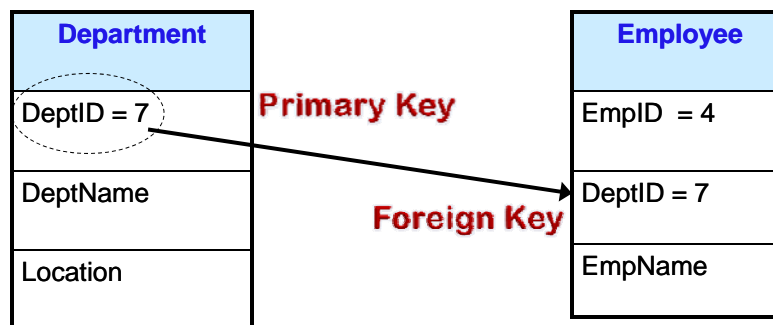 Department
DeptID = 7
DeptName
Location
Primary Key
Foreign Key
Employee
EmpID = 4
DeptID = 7
EmpName